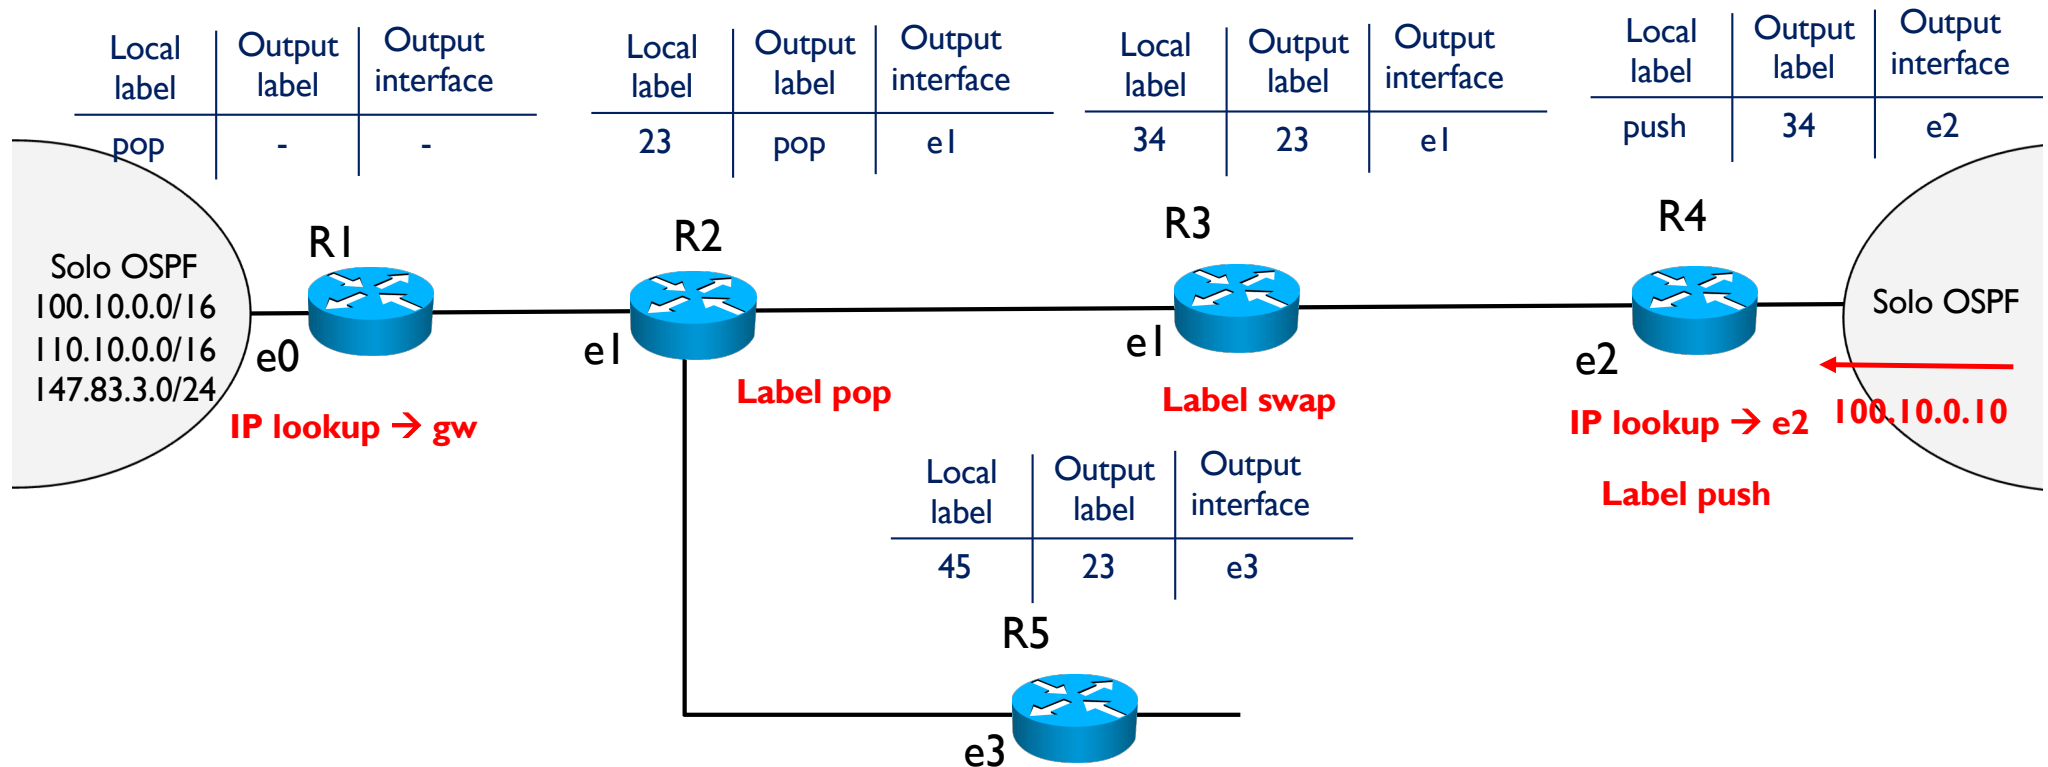 Local label | Output label | Output interface
pop | - | -
Local label | Output label | Output interface
23 | pop | e1
Local label | Output label | Output interface
34 | 23 | e1
Local label | Output label | Output interface
push | 34 | e2
R1
R2
R3
R4
Solo OSPF
100.10.0.0/16
110.10.0.0/16
147.83.3.0/24
e0
e1
e1
e2
Solo OSPF
100.10.0.10
IP lookup → gw
Label pop
Label swap
IP lookup → e2
Label push
Local label | Output label | Output interface
45 | 23 | e3
R5
e3